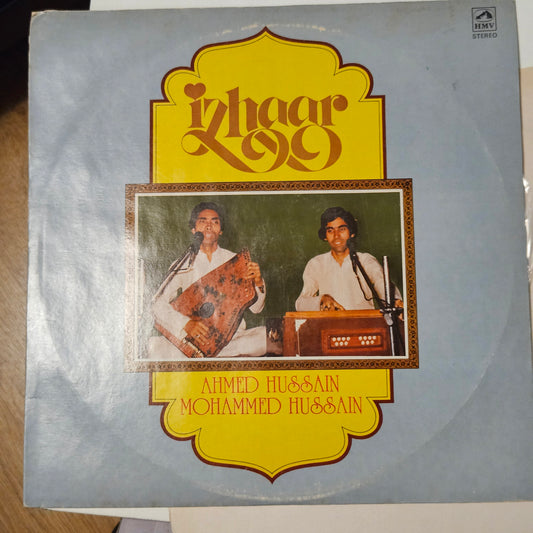 HMV
STEREO
izhaar
AHMED HUSSAIN
MOHAMMED HUSSAIN